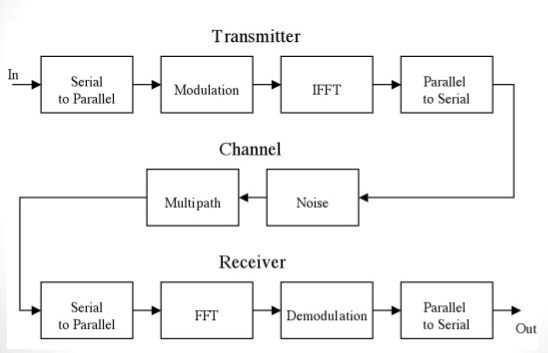 Transmitter
In
Serial
to Parallel
Modulation
IFFT
Parallel
to Serial
Channel
Multipath
Noise
Receiver
Serial
to Parallel
FFT
Demodulation
Parallel
to Serial
Out